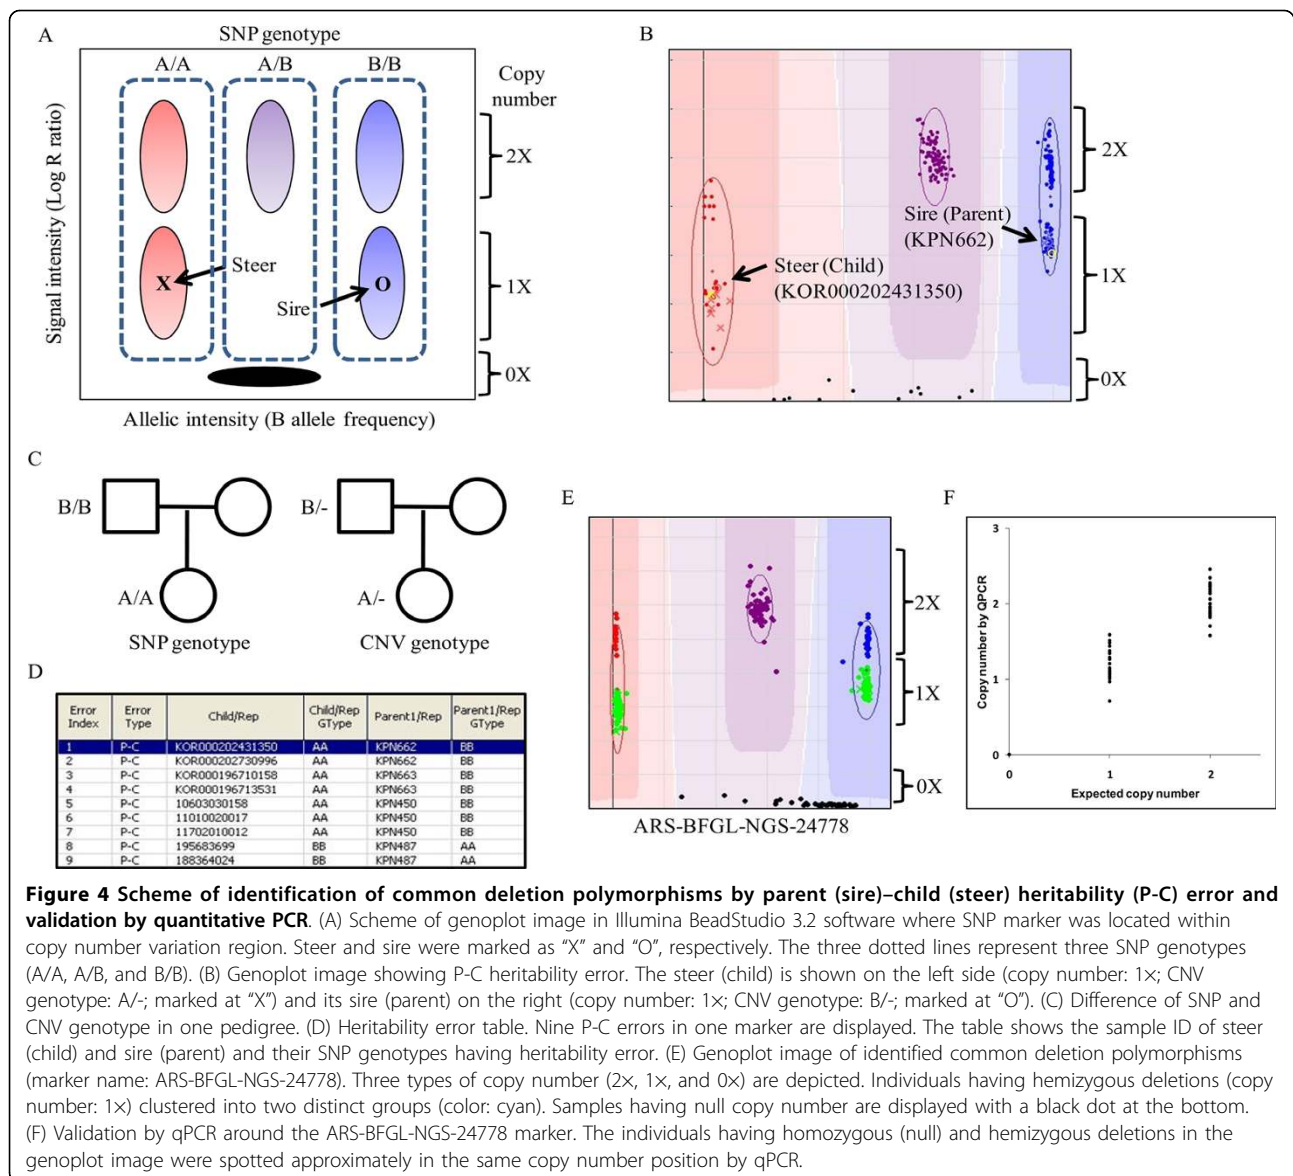 A
SNP genotype
A/A A/B B/B
Copy
number
Signal intensity (Log R ratio)
2X
X
Steer
O
Sire
1X
0X
Allelic intensity (B allele frequency)
B
2X
Sire (Parent)
(KPN662)
Steer (Child)
(KOR000202431350)
1X
0X
C
B/B
A/A
SNP genotype
B/-
A/-
CNV genotype
D
Error Index Error Type Child/Rep Child/Rep GType Parent1/Rep Parent1/Rep GType
1 P-C KOR000202431350 AA KPN662 BB
2 P-C KOR000202730996 AA KPN662 BB
3 P-C KOR000196710158 AA KPN663 BB
4 P-C KOR000196713531 AA KPN663 BB
5 P-C 10603030158 AA KPN450 BB
6 P-C 11010020017 AA KPN450 BB
7 P-C 11702010012 AA KPN450 BB
8 P-C 195683699 BB KPN487 AA
9 P-C 188364024 BB KPN487 AA
E
2X
1X
0X
ARS-BFGL-NGS-24778
F
Copy number by QPCR
3
2
1
0
0 1 2
Expected copy number
Figure 4 Scheme of identification of common deletion polymorphisms by parent (sire)–child (steer) heritability (P-C) error and
validation by quantitative PCR. (A) Scheme of genoplot image in Illumina BeadStudio 3.2 software where SNP marker was located within
copy number variation region. Steer and sire were marked as “X” and “O”, respectively. The three dotted lines represent three SNP genotypes
(A/A, A/B, and B/B). (B) Genoplot image showing P-C heritability error. The steer (child) is shown on the left side (copy number: 1×; CNV
genotype: A/-; marked at “X”) and its sire (parent) on the right (copy number: 1×; CNV genotype: B/-; marked at “O”). (C) Difference of SNP and
CNV genotype in one pedigree. (D) Heritability error table. Nine P-C errors in one marker are displayed. The table shows the sample ID of steer
(child) and sire (parent) and their SNP genotypes having heritability error. (E) Genoplot image of identified common deletion polymorphisms
(marker name: ARS-BFGL-NGS-24778). Three types of copy number (2×, 1×, and 0×) are depicted. Individuals having hemizygous deletions (copy
number: 1×) clustered into two distinct groups (color: cyan). Samples having null copy number are displayed with a black dot at the bottom.
(F) Validation by qPCR around the ARS-BFGL-NGS-24778 marker. The individuals having homozygous (null) and hemizygous deletions in the
genoplot image were spotted approximately in the same copy number position by qPCR.